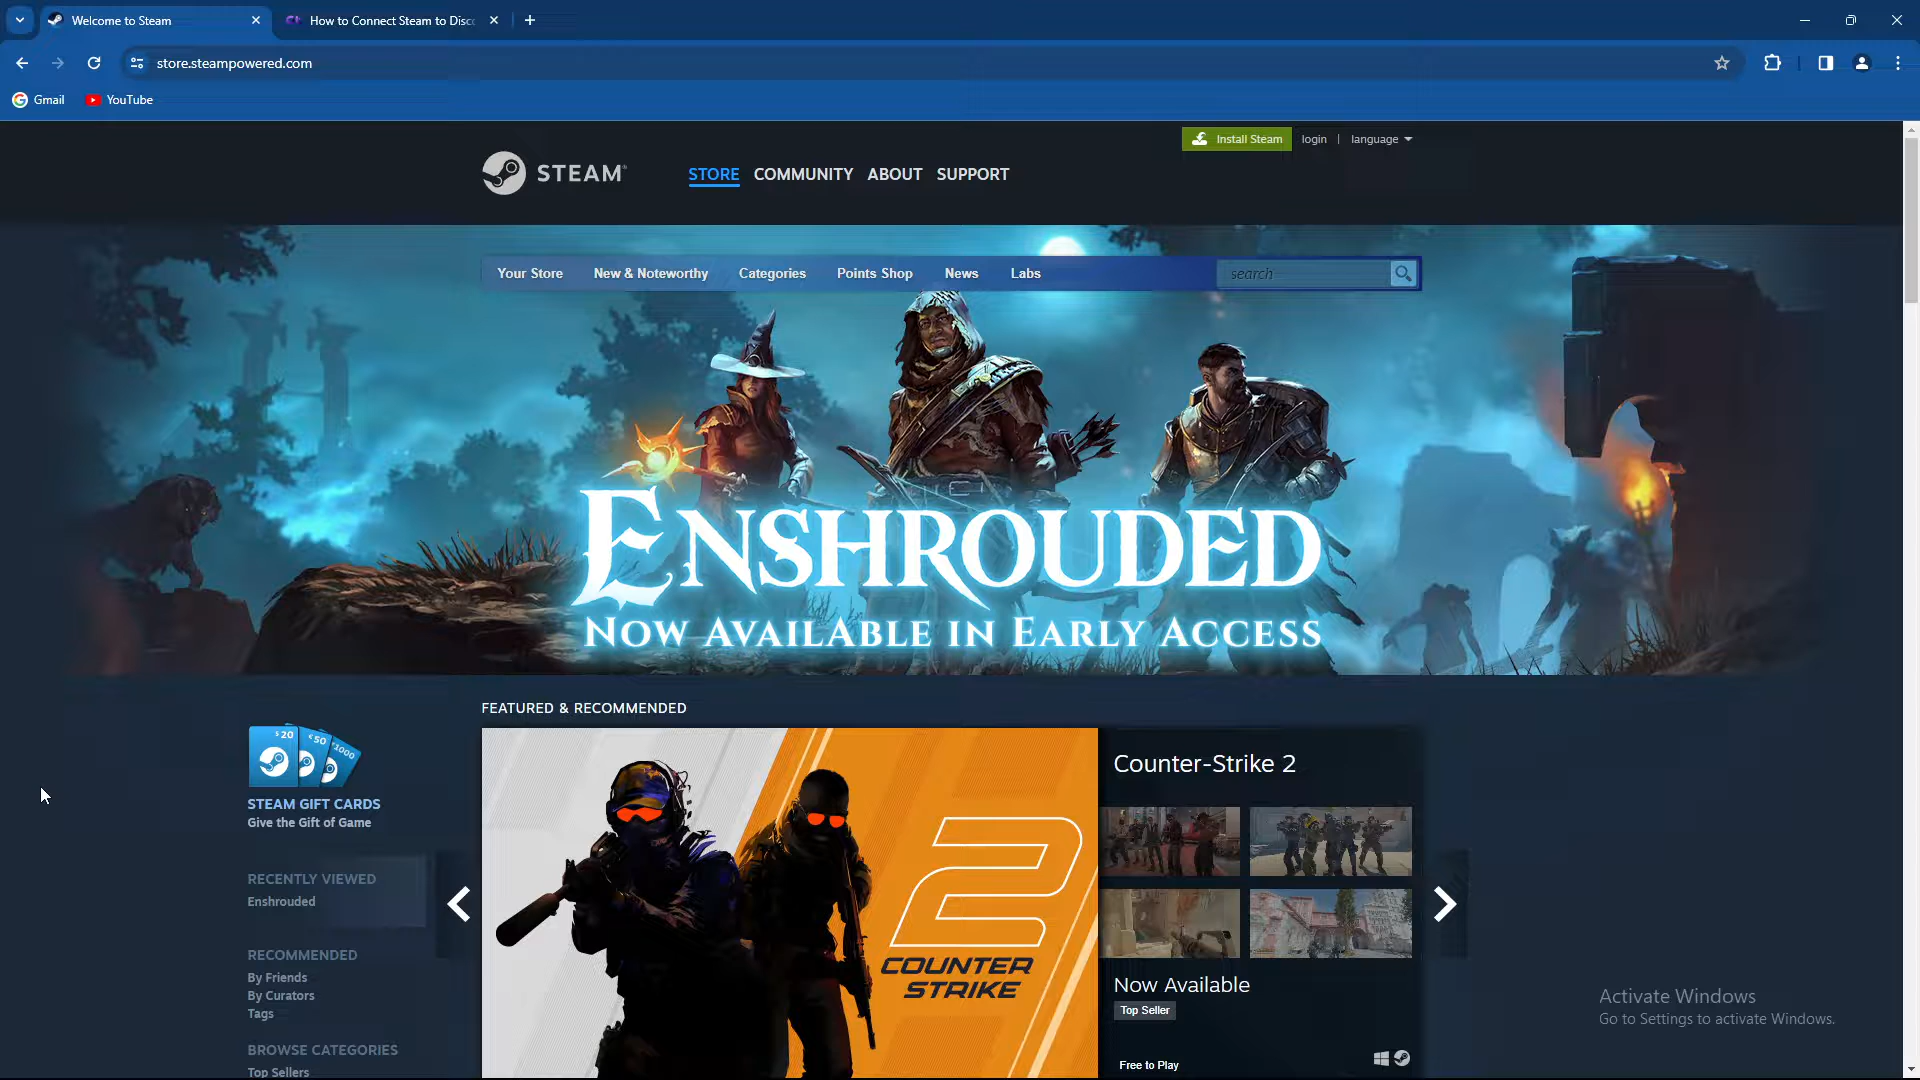 Welcome to Steam
How to Connect Steam to Disc
store.steampowered.com
Gmail
YouTube
Install Steam
login
|
language
STEAM
STORE
COMMUNITY
ABOUT
SUPPORT
Your Store
New & Noteworthy
Categories
Points Shop
News
Labs
search
ENSHROUDED
NOW AVAILABLE IN EARLY ACCESS
FEATURED & RECOMMENDED
$20
€50
1000
STEAM GIFT CARDS
Give the Gift of Game
RECENTLY VIEWED
Enshrouded
RECOMMENDED
By Friends
By Curators
Tags
BROWSE CATEGORIES
Top Sellers
2
COUNTER
STRIKE
Counter-Strike 2
Now Available
Top Seller
Free to Play
Activate Windows
Go to Settings to activate Windows.